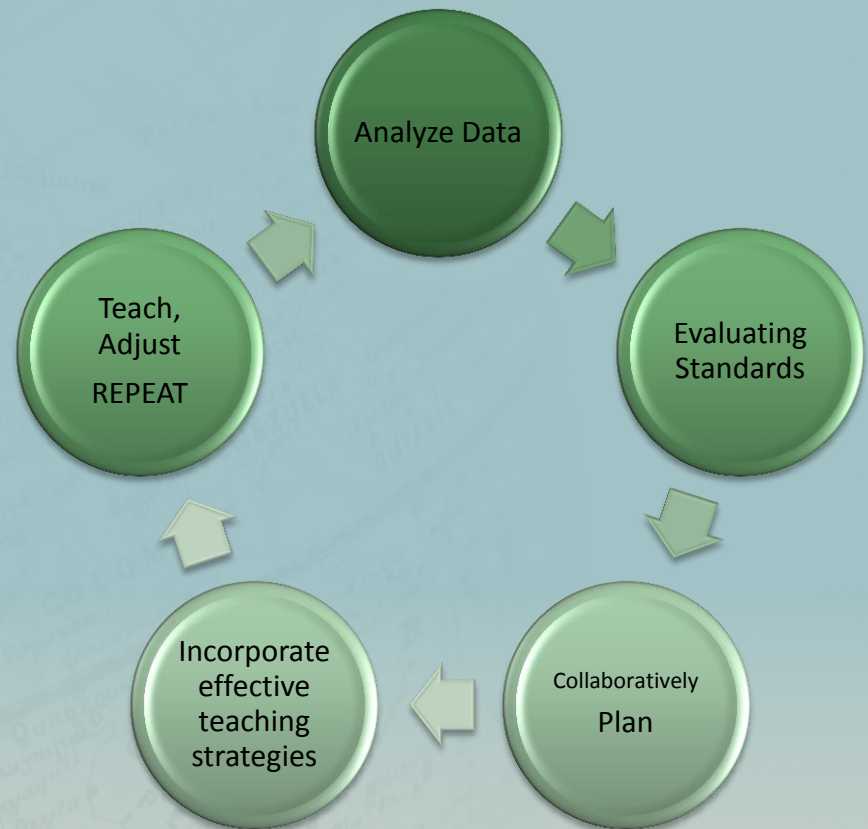 Analyze Data
Evaluating
Standards
Collaboratively
Plan
Incorporate
effective
teaching
strategies
Teach,
Adjust
REPEAT